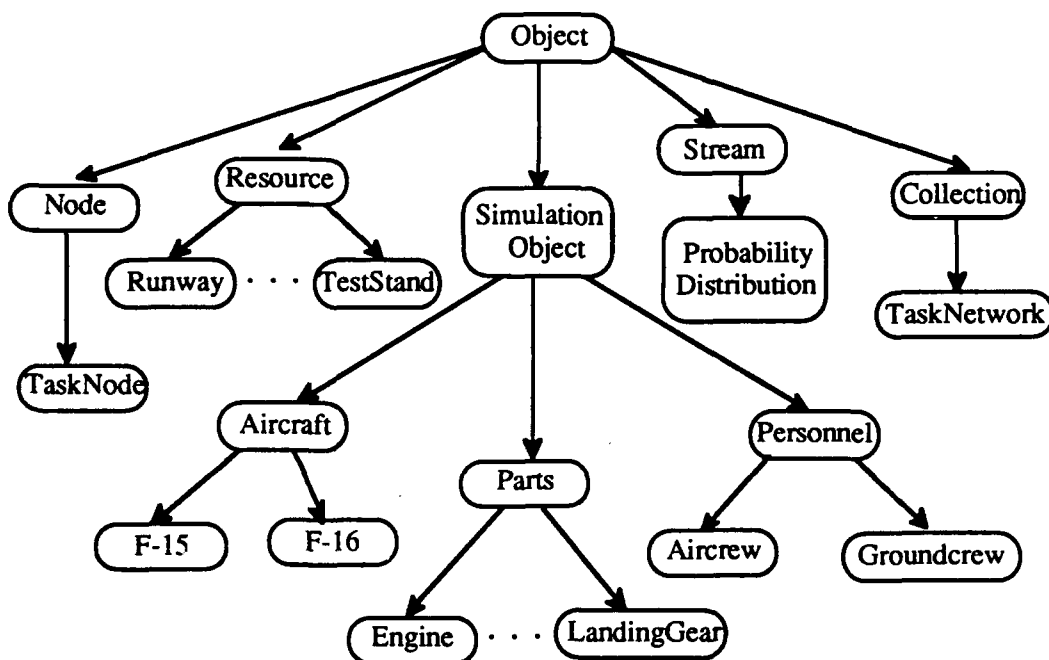 Object
Stream
Resource
Node
Collection
Simulation
Object
Probability
Distribution
Runway . . . TestStand
TaskNetwork
TaskNode
Aircraft
Personnel
Parts
F-15
F-16
Aircrew
Groundcrew
Engine . . . LandingGear